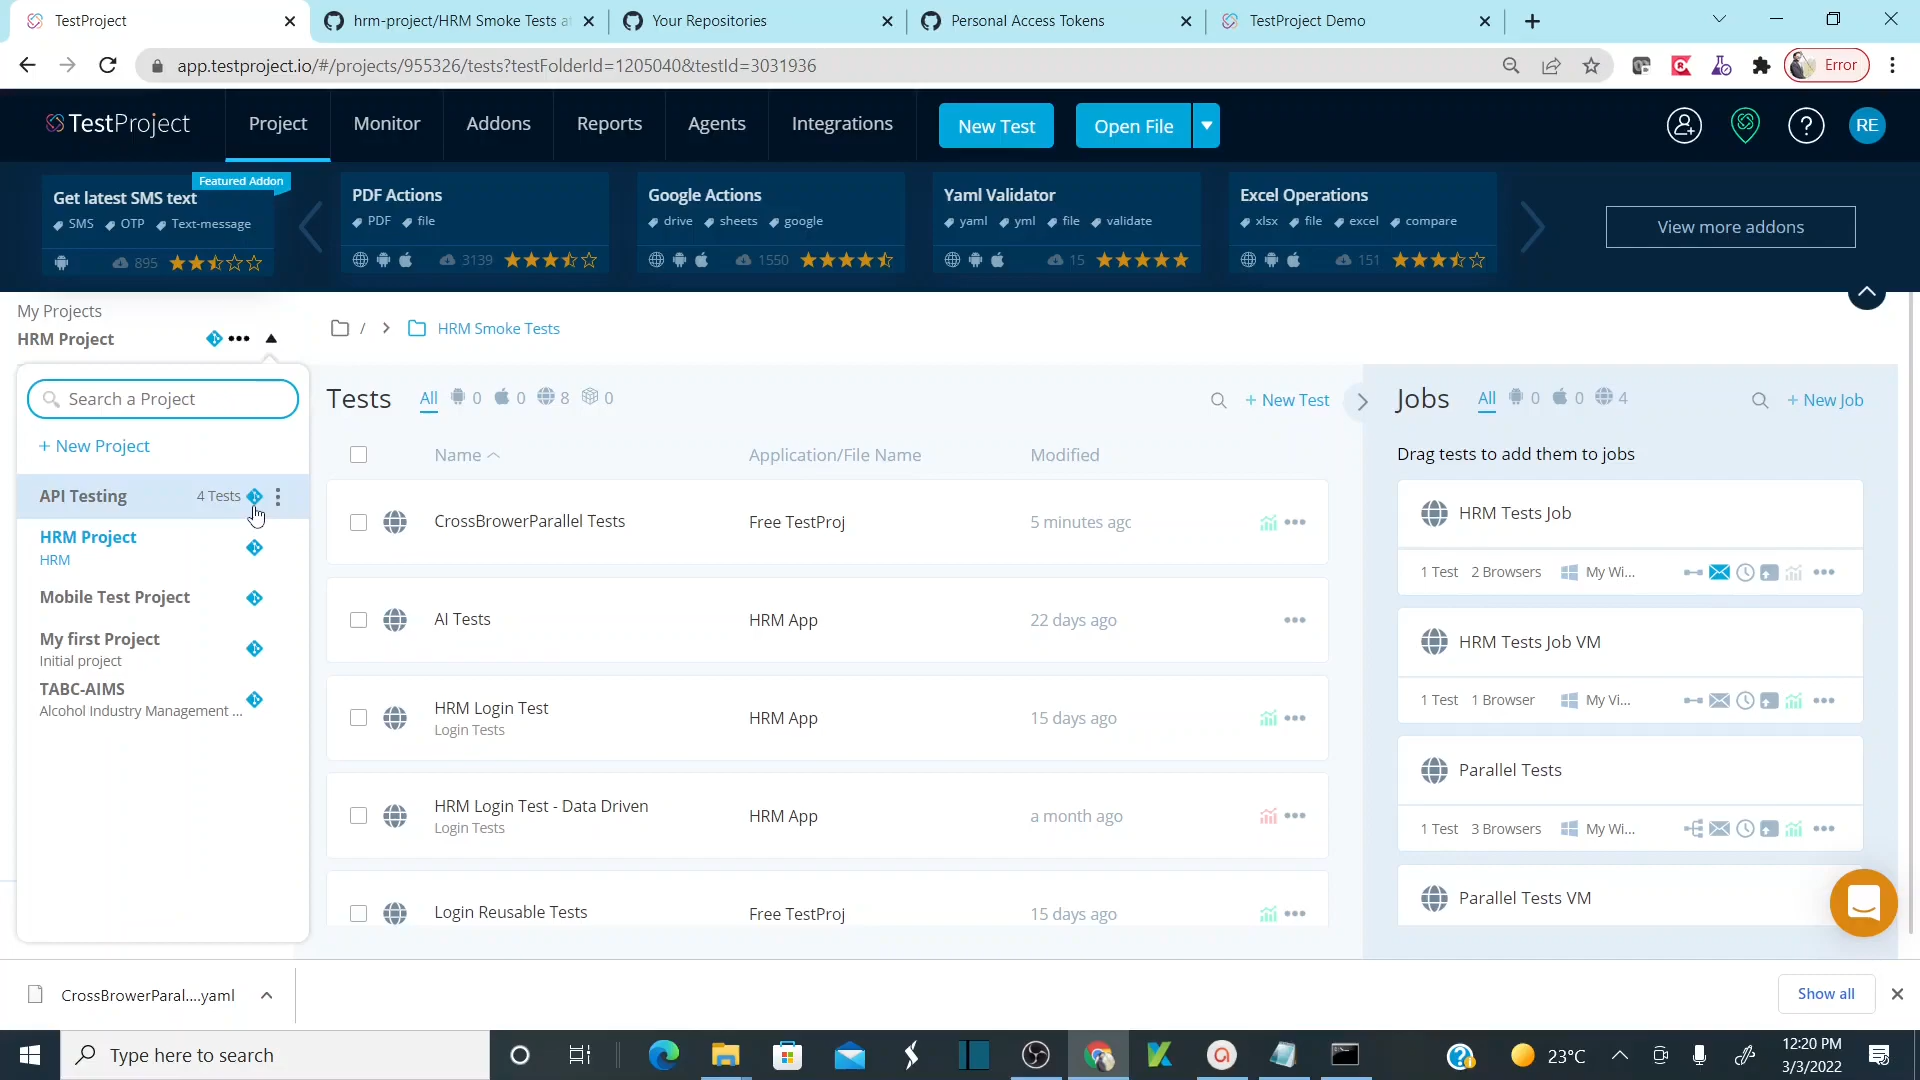 TestProject
hrm-project/HRM Smoke Tests at
Your Repositories
Personal Access Tokens
TestProject Demo
app.testproject.io/#/projects/955326/tests?testFolderId=1205040&testId=3031936
Error
TestProject
Project
Monitor
Addons
Reports
Agents
Integrations
New Test
Open File
RE
Featured Addon
Get latest SMS text
SMS
OTP
Text-message
895
PDF Actions
PDF
file
3139
Google Actions
drive
sheets
google
1550
Yaml Validator
yaml
yml
file
validate
15
Excel Operations
xlsx
file
excel
compare
151
View more addons
My Projects
HRM Project
/ > HRM Smoke Tests
Search a Project
+ New Project
API Testing
4 Tests
HRM Project
HRM
Mobile Test Project
My first Project
Initial project
TABC-AIMS
Alcohol Industry Management ...
Tests
All
0
0
8
0
+ New Test
Name
Application/File Name
Modified
CrossBrowerParallel Tests
Free TestProj
5 minutes ago
AI Tests
HRM App
22 days ago
HRM Login Test
Login Tests
HRM App
15 days ago
HRM Login Test - Data Driven
Login Tests
HRM App
a month ago
Login Reusable Tests
Free TestProj
15 days ago
Jobs
All
0
0
4
+ New Job
Drag tests to add them to jobs
HRM Tests Job
1 Test 2 Browsers My Wi...
HRM Tests Job VM
1 Test 1 Browser My Vi...
Parallel Tests
1 Test 3 Browsers My Wi...
Parallel Tests VM
CrossBrowerParal....yaml
Show all
Type here to search
23°C
12:20 PM
3/3/2022